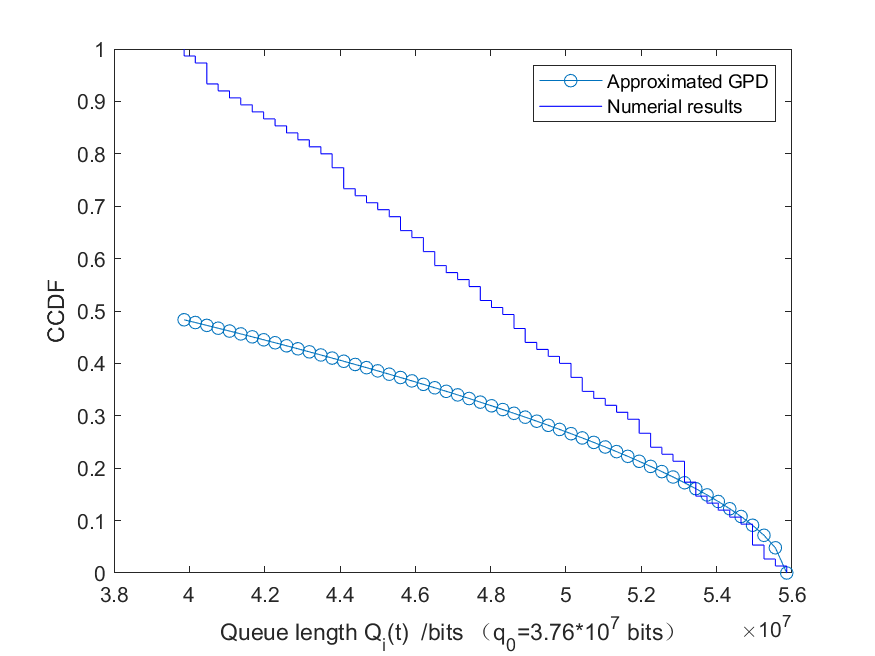 Approximated GPD
Numerial results
CCDF
1
0.9
0.8
0.7
0.6
0.5
0.4
0.3
0.2
0.1
0
3.8 4 4.2 4.4 4.6 4.8 5 5.2 5.4 5.6
×10^7
Queue length Q_i(t) /bits （q_0=3.76*10^7 bits）